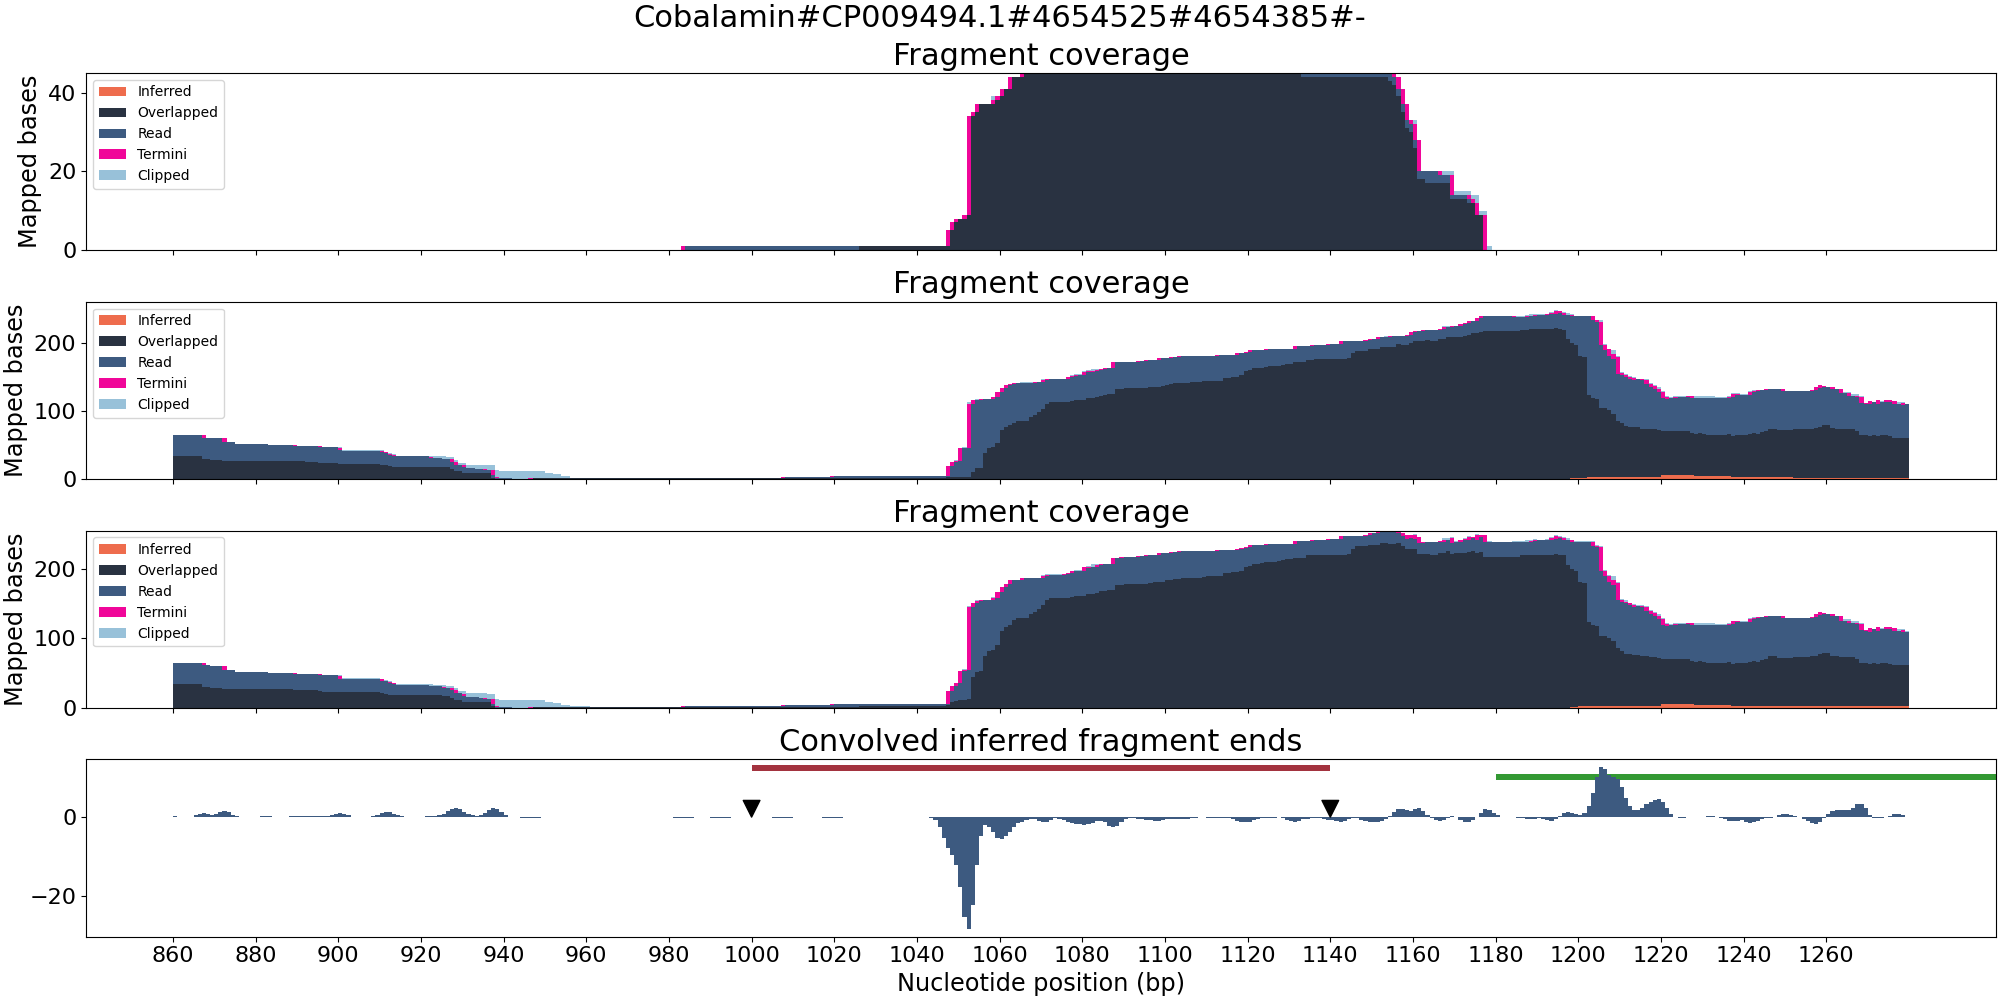 Cobalamin#CP009494.1#4654525#4654385#-
Fragment coverage
Mapped bases
40
20
0
Inferred
Overlapped
Read
Termini
Clipped
Fragment coverage
Mapped bases
200
100
0
Inferred
Overlapped
Read
Termini
Clipped
Fragment coverage
Mapped bases
200
100
0
Inferred
Overlapped
Read
Termini
Clipped
Convolved inferred fragment ends
0
−20
860 880 900 920 940 960 980 1000 1020 1040 1060 1080 1100 1120 1140 1160 1180 1200 1220 1240 1260
Nucleotide position (bp)